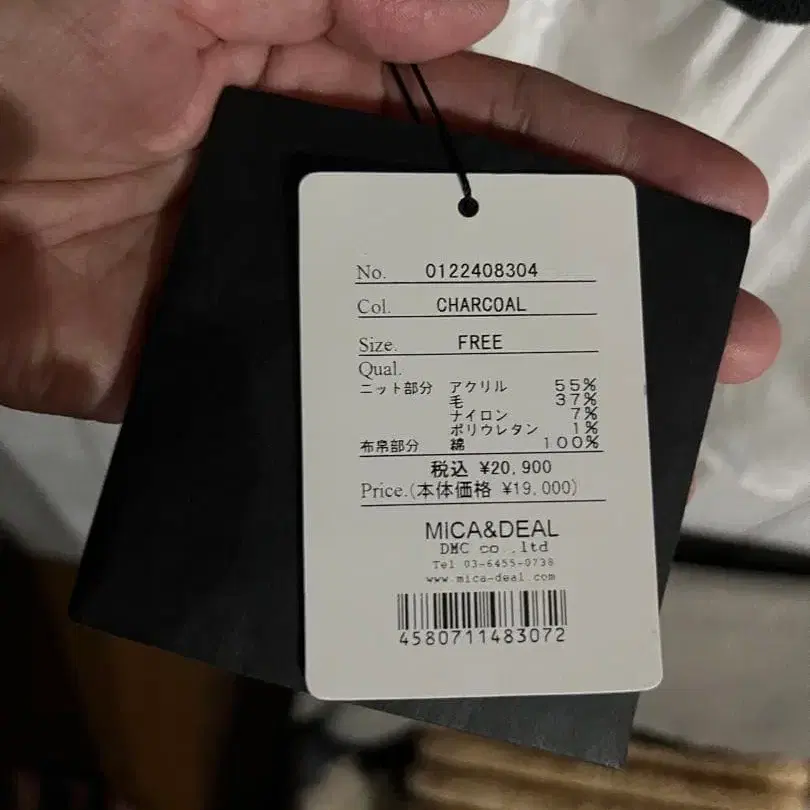 No. 0122408304
Col. CHARCOAL
Size. FREE
Qual.
ニット部分 アクリル 55%
毛 37%
ナイロン 7%
ポリウレタン 1%
布帛部分 綿 100%
税込 ¥20,900
Price.(本体価格 ¥19,000)
MICA&DEAL
DMC co .ltd
Tel 03-6455-0738
www.mica-deal.com
4580711483072